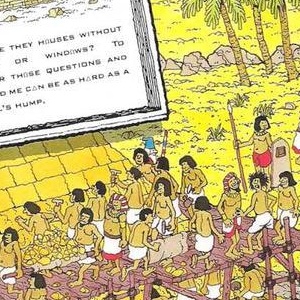 E THEY HOUSES WITHOUT
OR WINDOWS? TO
R THOSE QUESTIONS AND
D ME CAN BE AS HARD AS A
L'S HUMP.